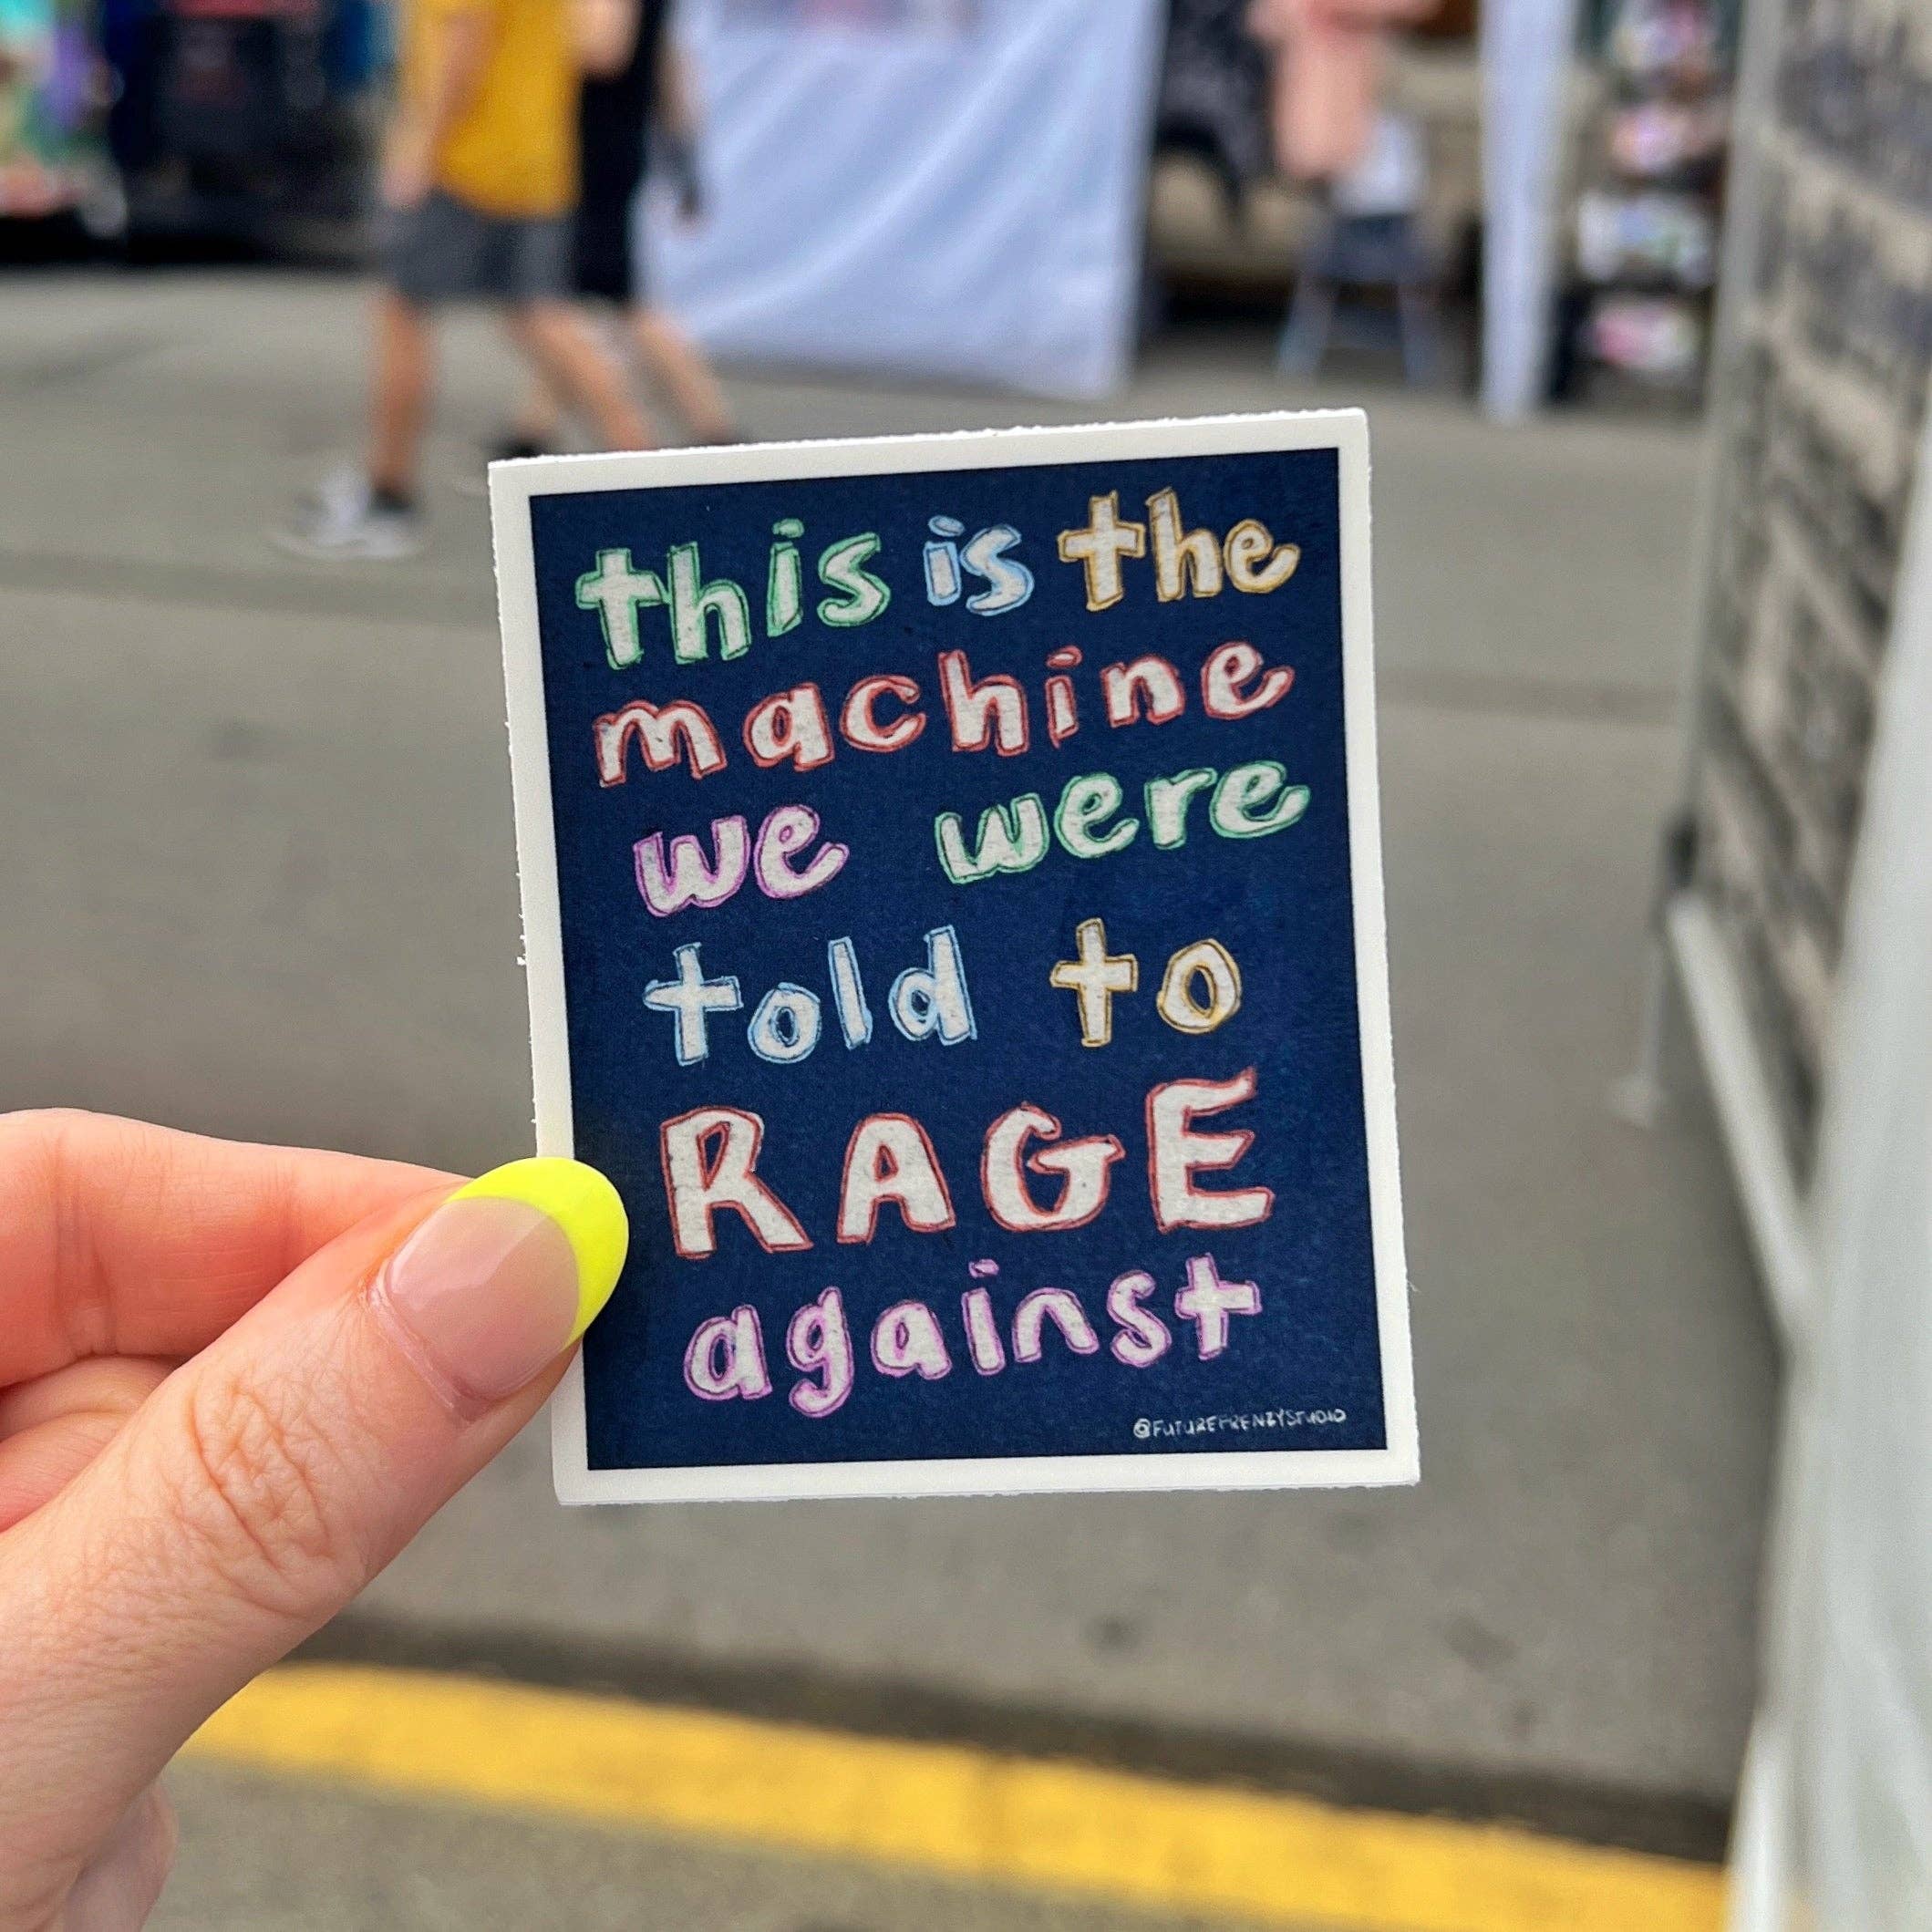 this is the
machine
we were
told to
RAGE
against
@FUTUREFRENZYSTUDIO